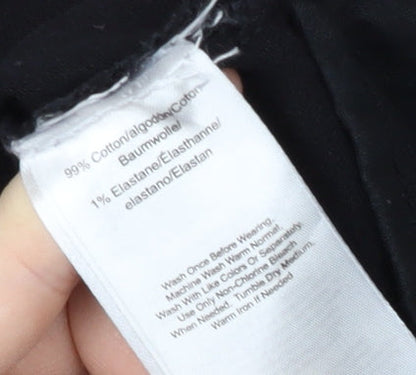 99% Cotton/algodón/Coton/
Baumwolle/
1% Elastane/Élasthanne/
elastano/Elastan
Wash Once Before Wearing.
Machine Wash Warm Normal.
Wash With Like Colors Or Separately.
Use Only Non-Chlorine Bleach
When Needed. Tumble Dry Medium.
Warm Iron If Needed